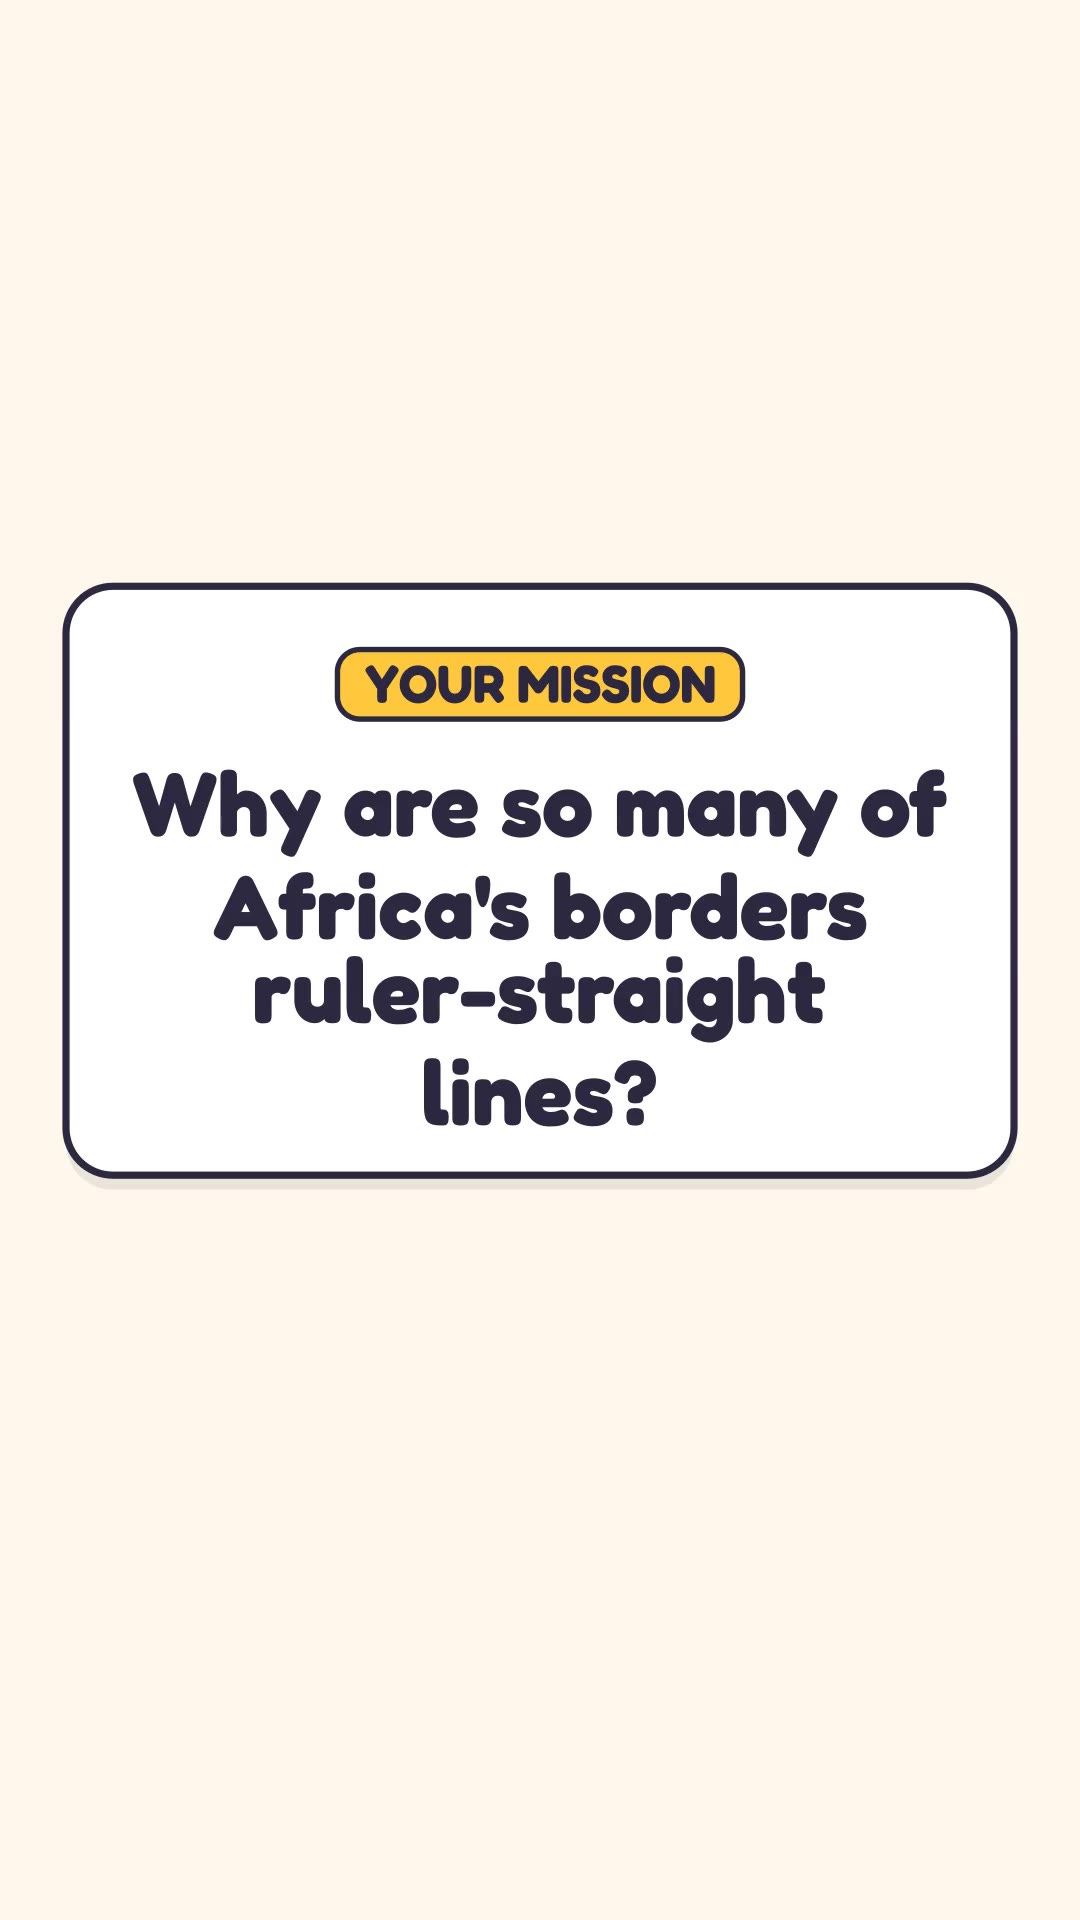 YOUR MISSION
Why are so many of
Africa's borders
ruler-straight
lines?